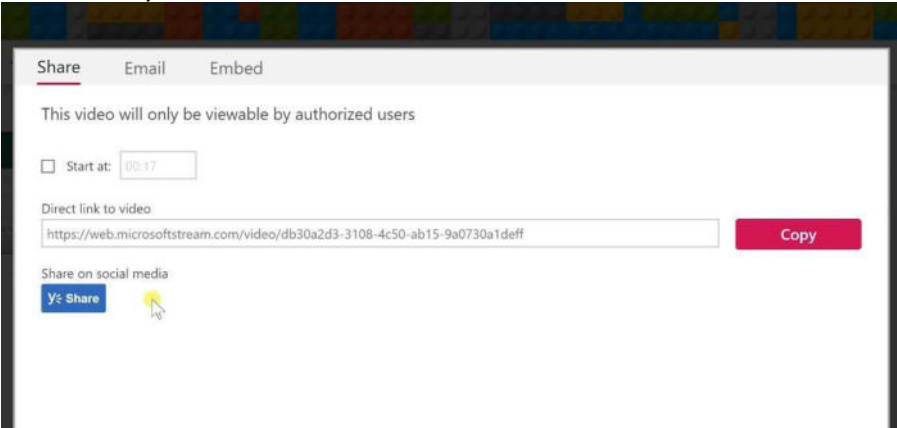 Share Email Embed
This video will only be viewable by authorized users
Start at: 00:17
Direct link to video
https://web.microsoftstream.com/video/db30a2d3-3108-4c50-ab15-9a0730a1deff
Copy
Share on social media
Share